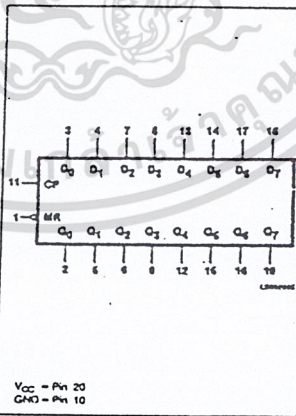 3 4 7 8 13 14 17 18
D0 D1 D2 D3 D4 D5 D6 D7
11 CP
1 MR
Q0 Q1 Q2 Q3 Q4 Q5 Q6 Q7
2 5 6 9 12 15 16 19
VCC = Pin 20
GND = Pin 10